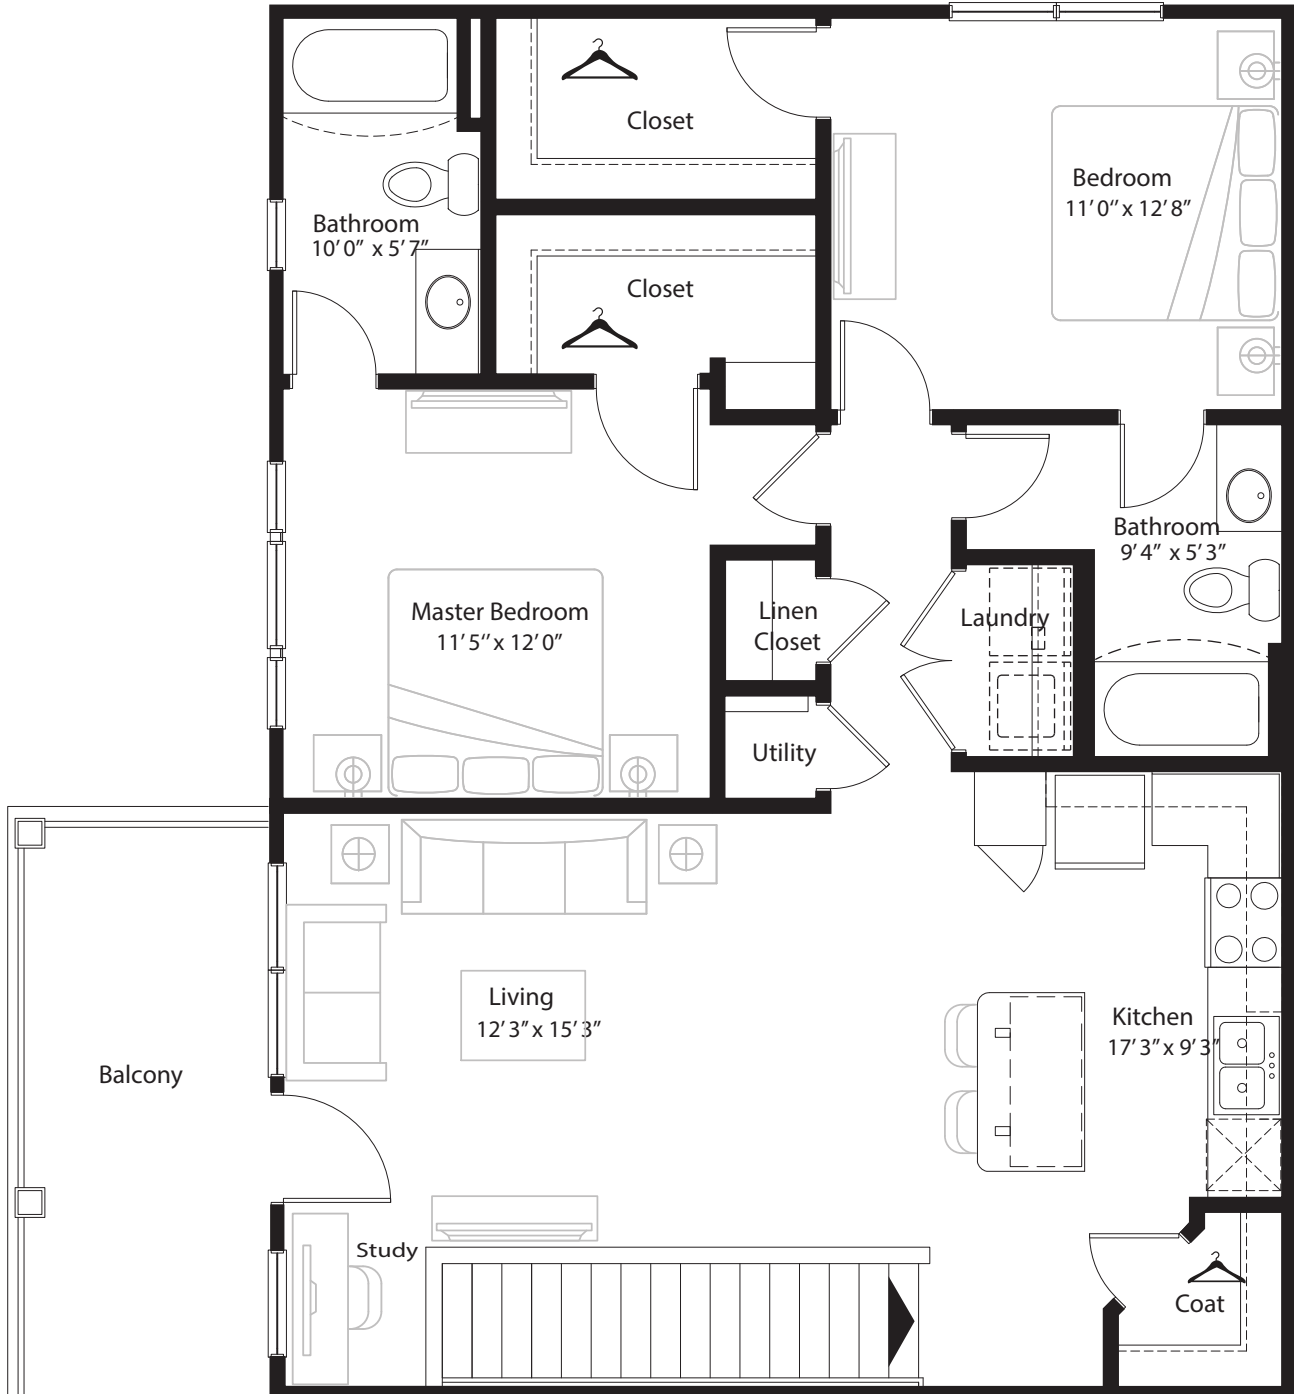 Closet
Bedroom
11'0" x 12'8"
Bathroom
10'0" x 5'7"
Closet
Bathroom
9'4" x 5'3"
Master Bedroom
11'5" x 12'0"
Linen
Closet
Laundry
Utility
Living
12'3" x 15'3"
Kitchen
17'3" x 9'3"
Balcony
Study
Coat